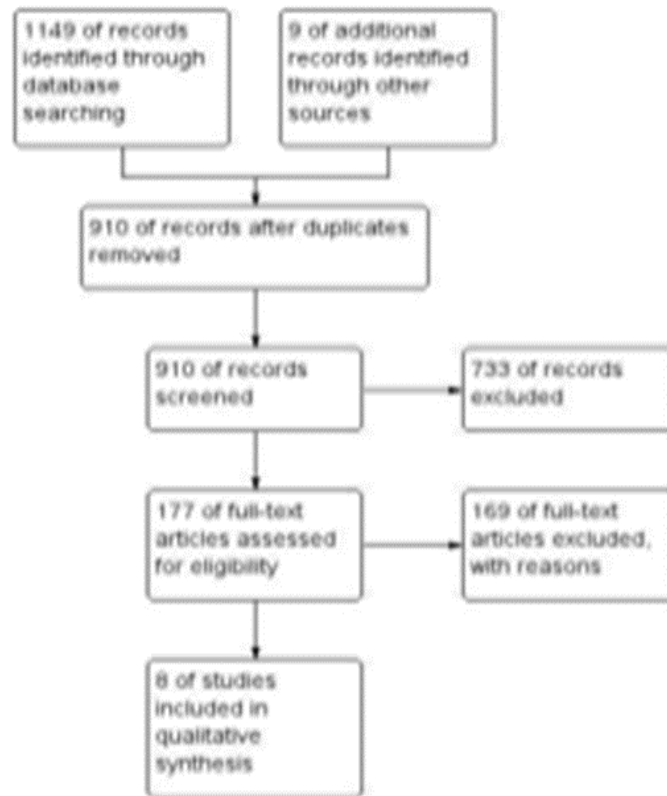 1149 of records
identified through
database
searching
9 of additional
records identified
through other
sources
910 of records after duplicates
removed
910 of records
screened
733 of records
excluded
177 of full-text
articles assessed
for eligibility
169 of full-text
articles excluded,
with reasons
8 of studies
included in
qualitative
synthesis